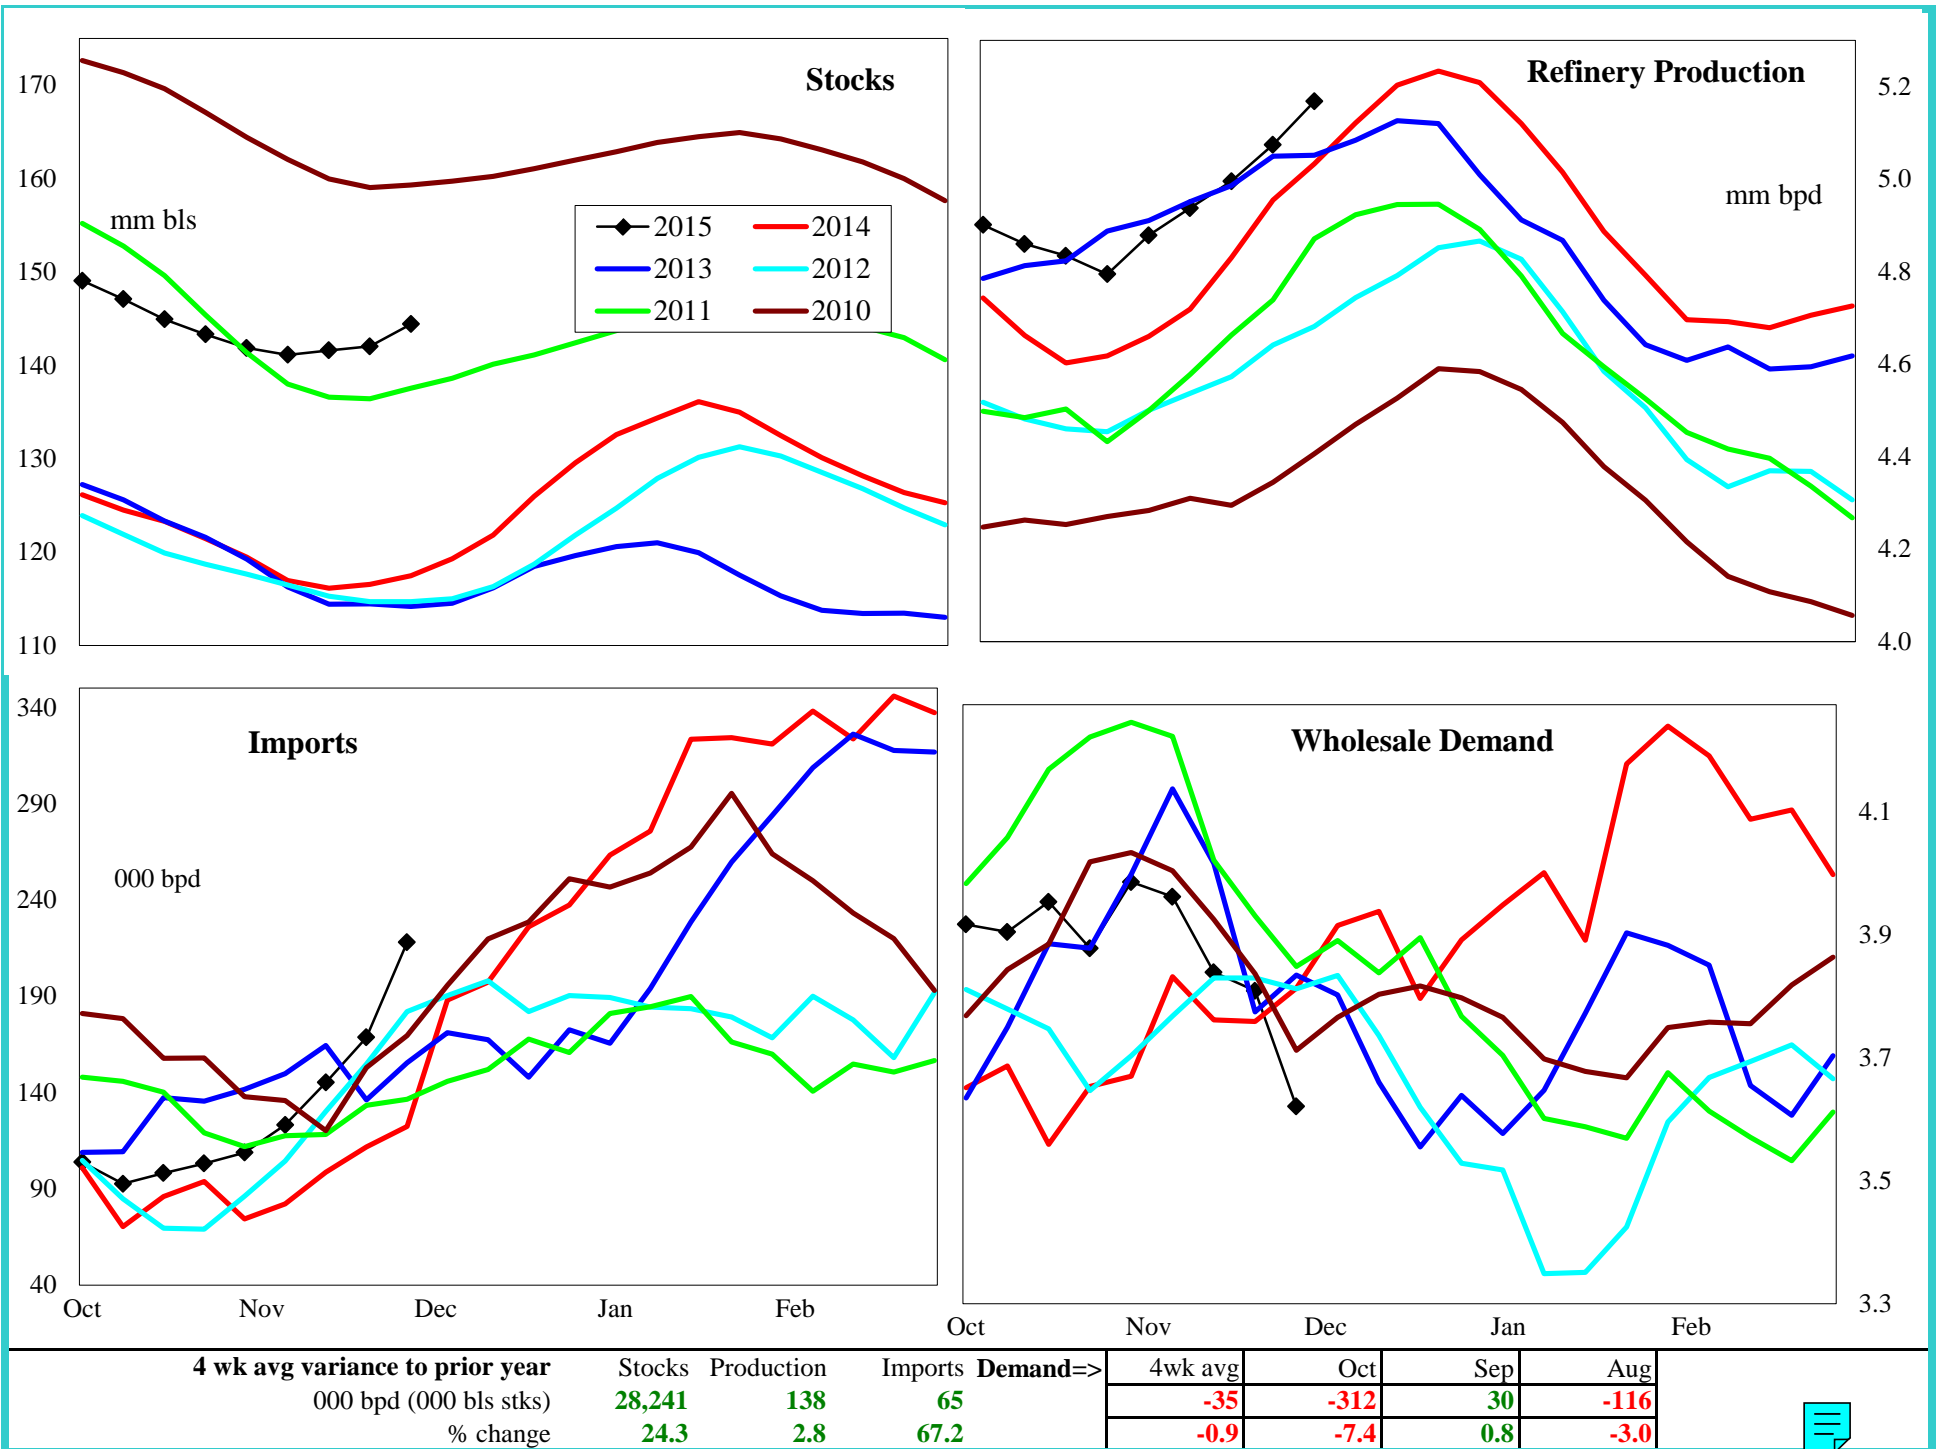 Stocks
170
160
150
140
130
120
110
mm bls
2015 2014
2013 2012
2011 2010
Refinery Production
mm bpd
5.2
5.0
4.8
4.6
4.4
4.2
4.0
Imports
000 bpd
340
290
240
190
140
90
40
Oct Nov Dec Jan Feb
Wholesale Demand
4.1
3.9
3.7
3.5
3.3
Oct Nov Dec Jan Feb
4 wk avg variance to prior year Stocks Production Imports Demand=> 4wk avg Oct Sep Aug
000 bpd (000 bls stks) 28,241 138 65 -35 -312 30 -116
% change 24.3 2.8 67.2 -0.9 -7.4 0.8 -3.0